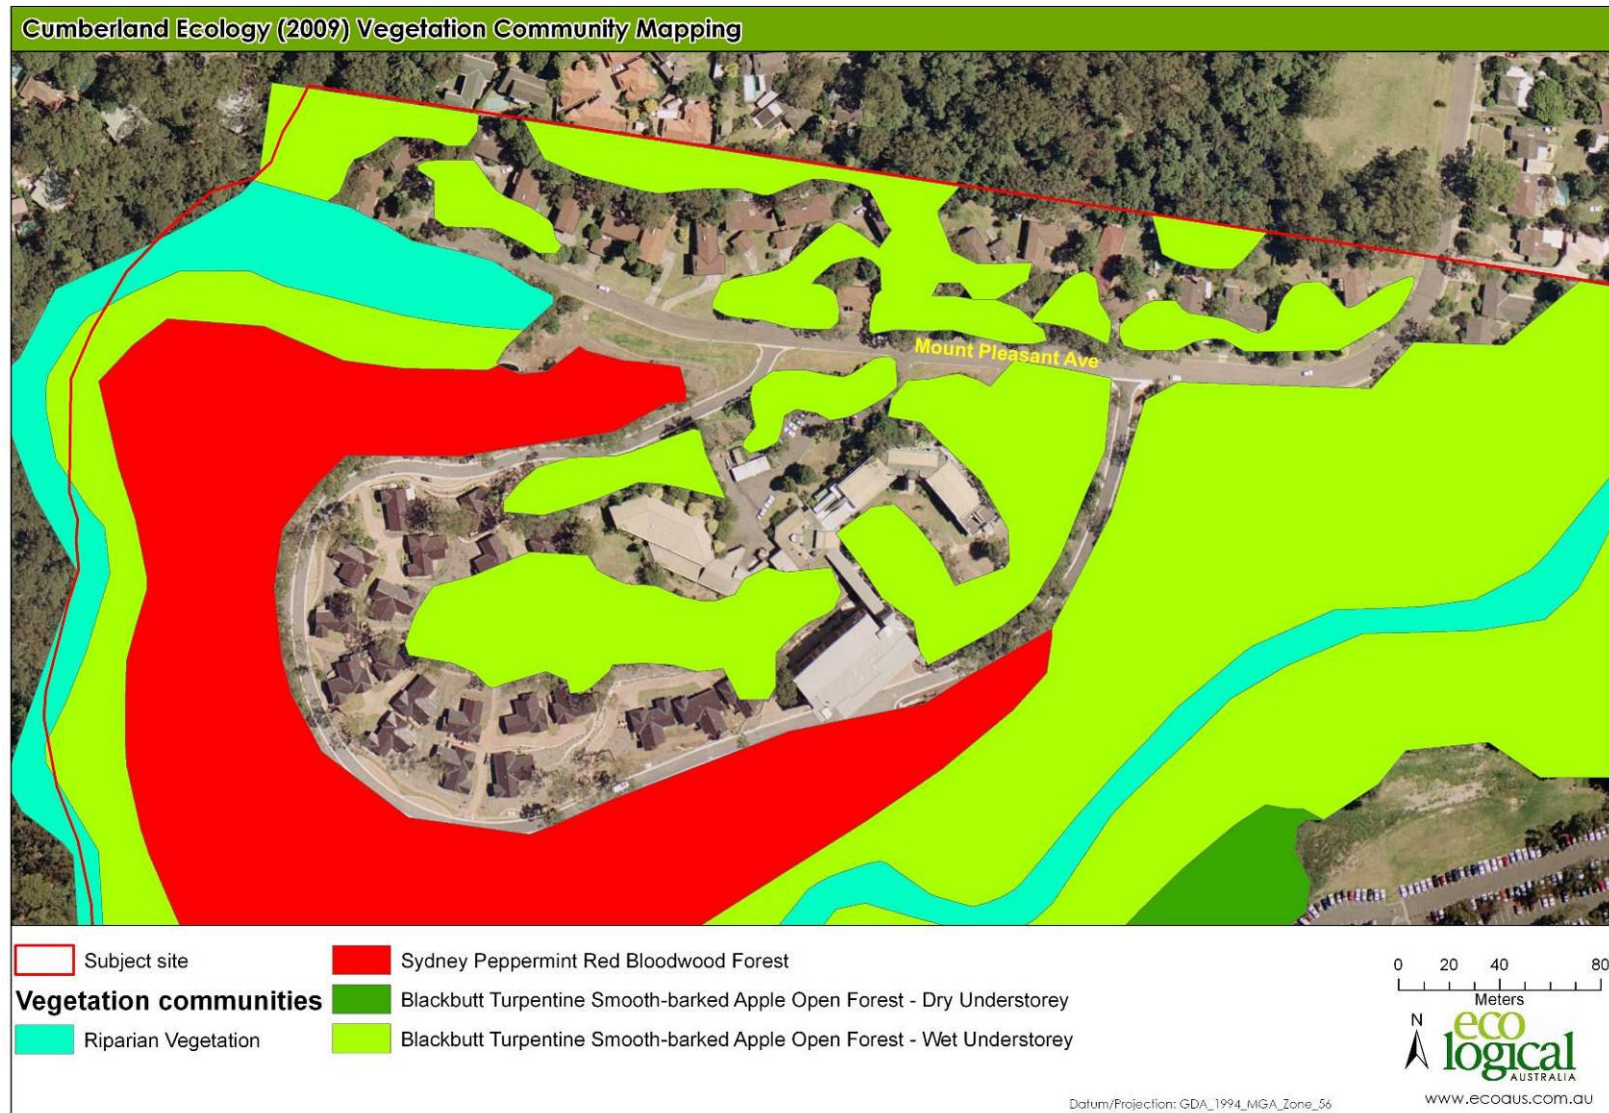 Cumberland Ecology (2009) Vegetation Community Mapping
Mount Pleasant Ave
Subject site
Vegetation communities
Riparian Vegetation
Sydney Peppermint Red Bloodwood Forest
Blackbutt Turpentine Smooth-barked Apple Open Forest - Dry Understorey
Blackbutt Turpentine Smooth-barked Apple Open Forest - Wet Understorey
0 20 40 80
Meters
N
eco
logical
AUSTRALIA
www.ecoaus.com.au
Datum/Projection: GDA_1994_MGA_Zone_56